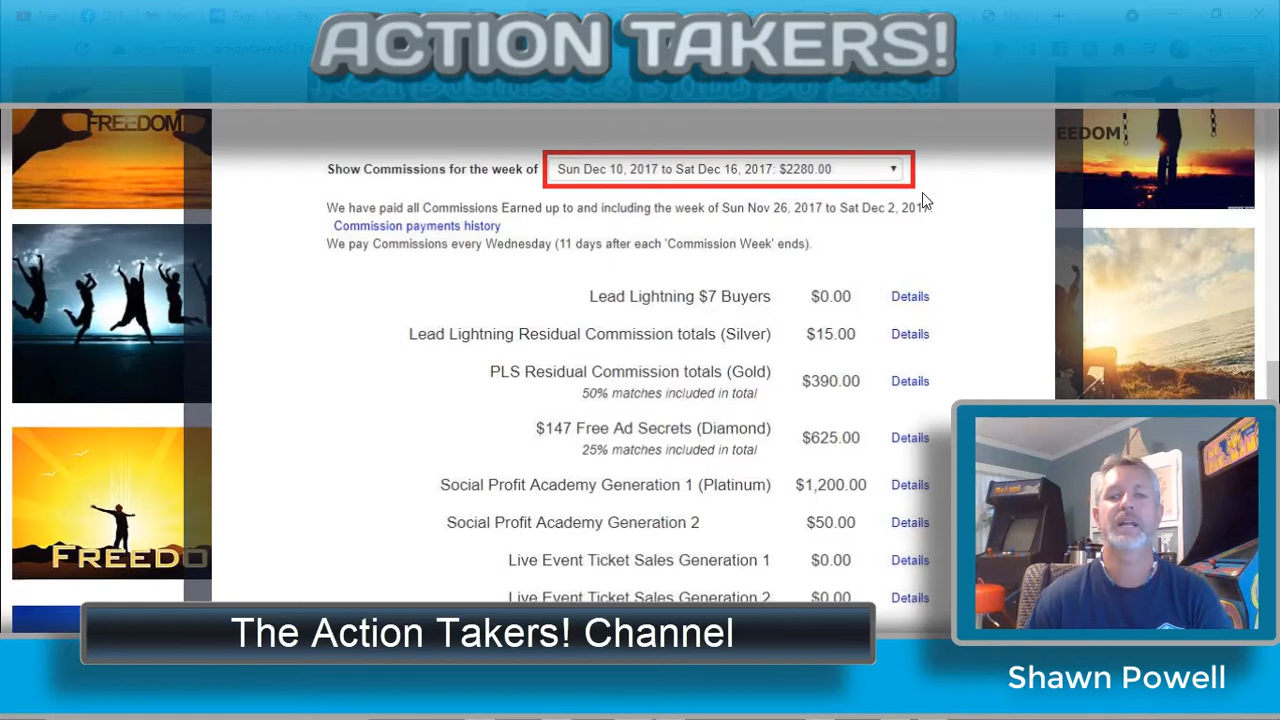 ACTION TAKERS!
FREEDOM
EEDOM
Show Commissions for the week of Sun Dec 10, 2017 to Sat Dec 16, 2017: $2280.00
We have paid all Commissions Earned up to and including the week of Sun Nov 26, 2017 to Sat Dec 2, 2017.
Commission payments history
We pay Commissions every Wednesday (11 days after each 'Commission Week' ends).
Lead Lightning $7 Buyers $0.00 Details
Lead Lightning Residual Commission totals (Silver) $15.00 Details
PLS Residual Commission totals (Gold) $390.00 Details
50% matches included in total
$147 Free Ad Secrets (Diamond) $625.00 Details
25% matches included in total
Social Profit Academy Generation 1 (Platinum) $1,200.00 Details
Social Profit Academy Generation 2 $50.00 Details
Live Event Ticket Sales Generation 1 $0.00 Details
Live Event Ticket Sales Generation 2 $0.00 Details
FREEDO
The Action Takers! Channel
Shawn Powell